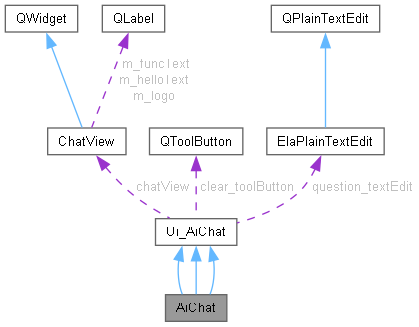 QWidget
QLabel
QPlainTextEdit
m_funcText
m_helloText
m_logo
ChatView
QToolButton
ElaPlainTextEdit
chatView
clear_toolButton
question_textEdit
Ui_AiChat
AiChat